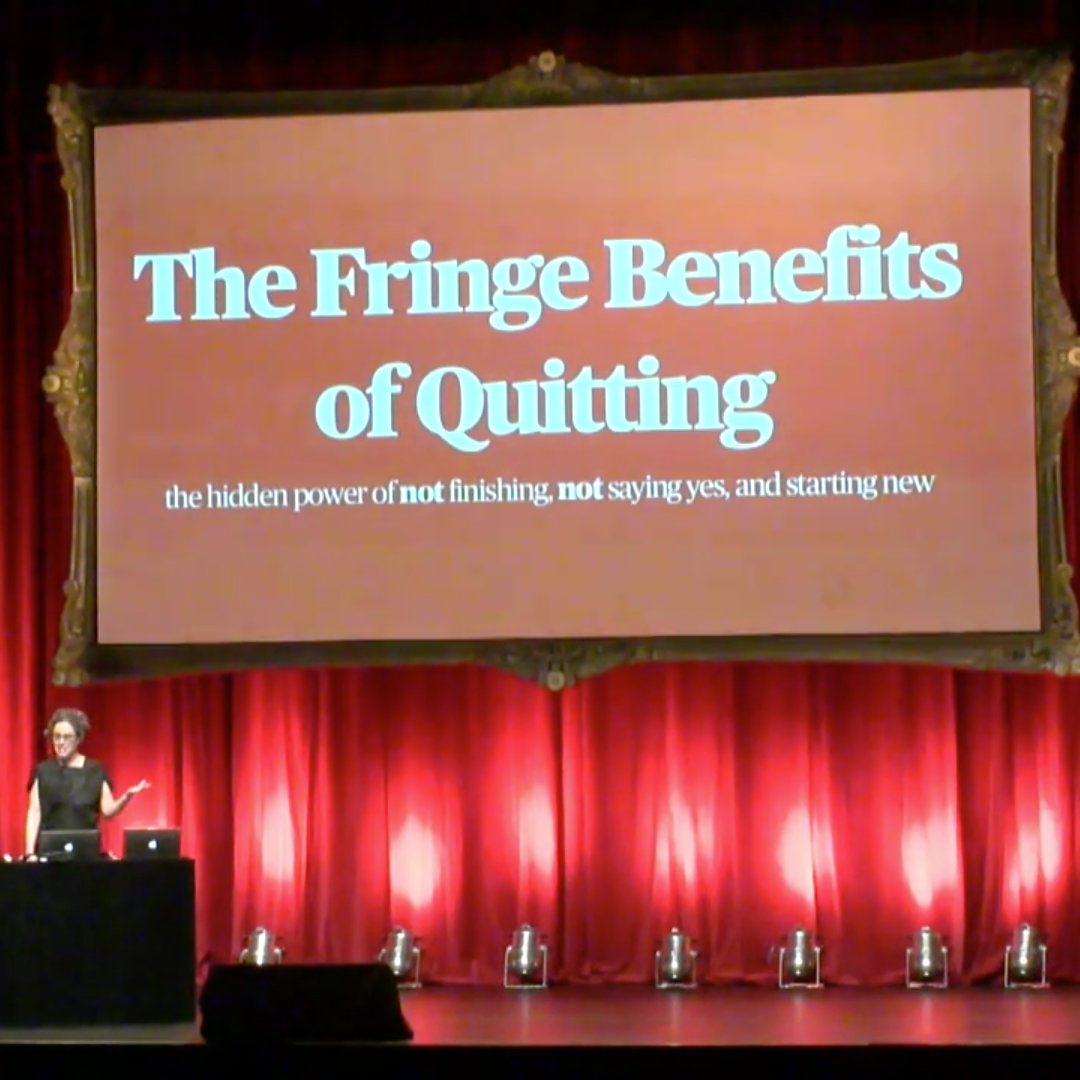 The Fringe Benefits
of Quitting
the hidden power of not finishing, not saying yes, and starting new